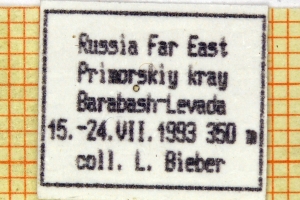 Russia Far East
Primorskiy kray
Barabash-Levada
15.-24.VII.1993 350 m
coll. L. Bieber